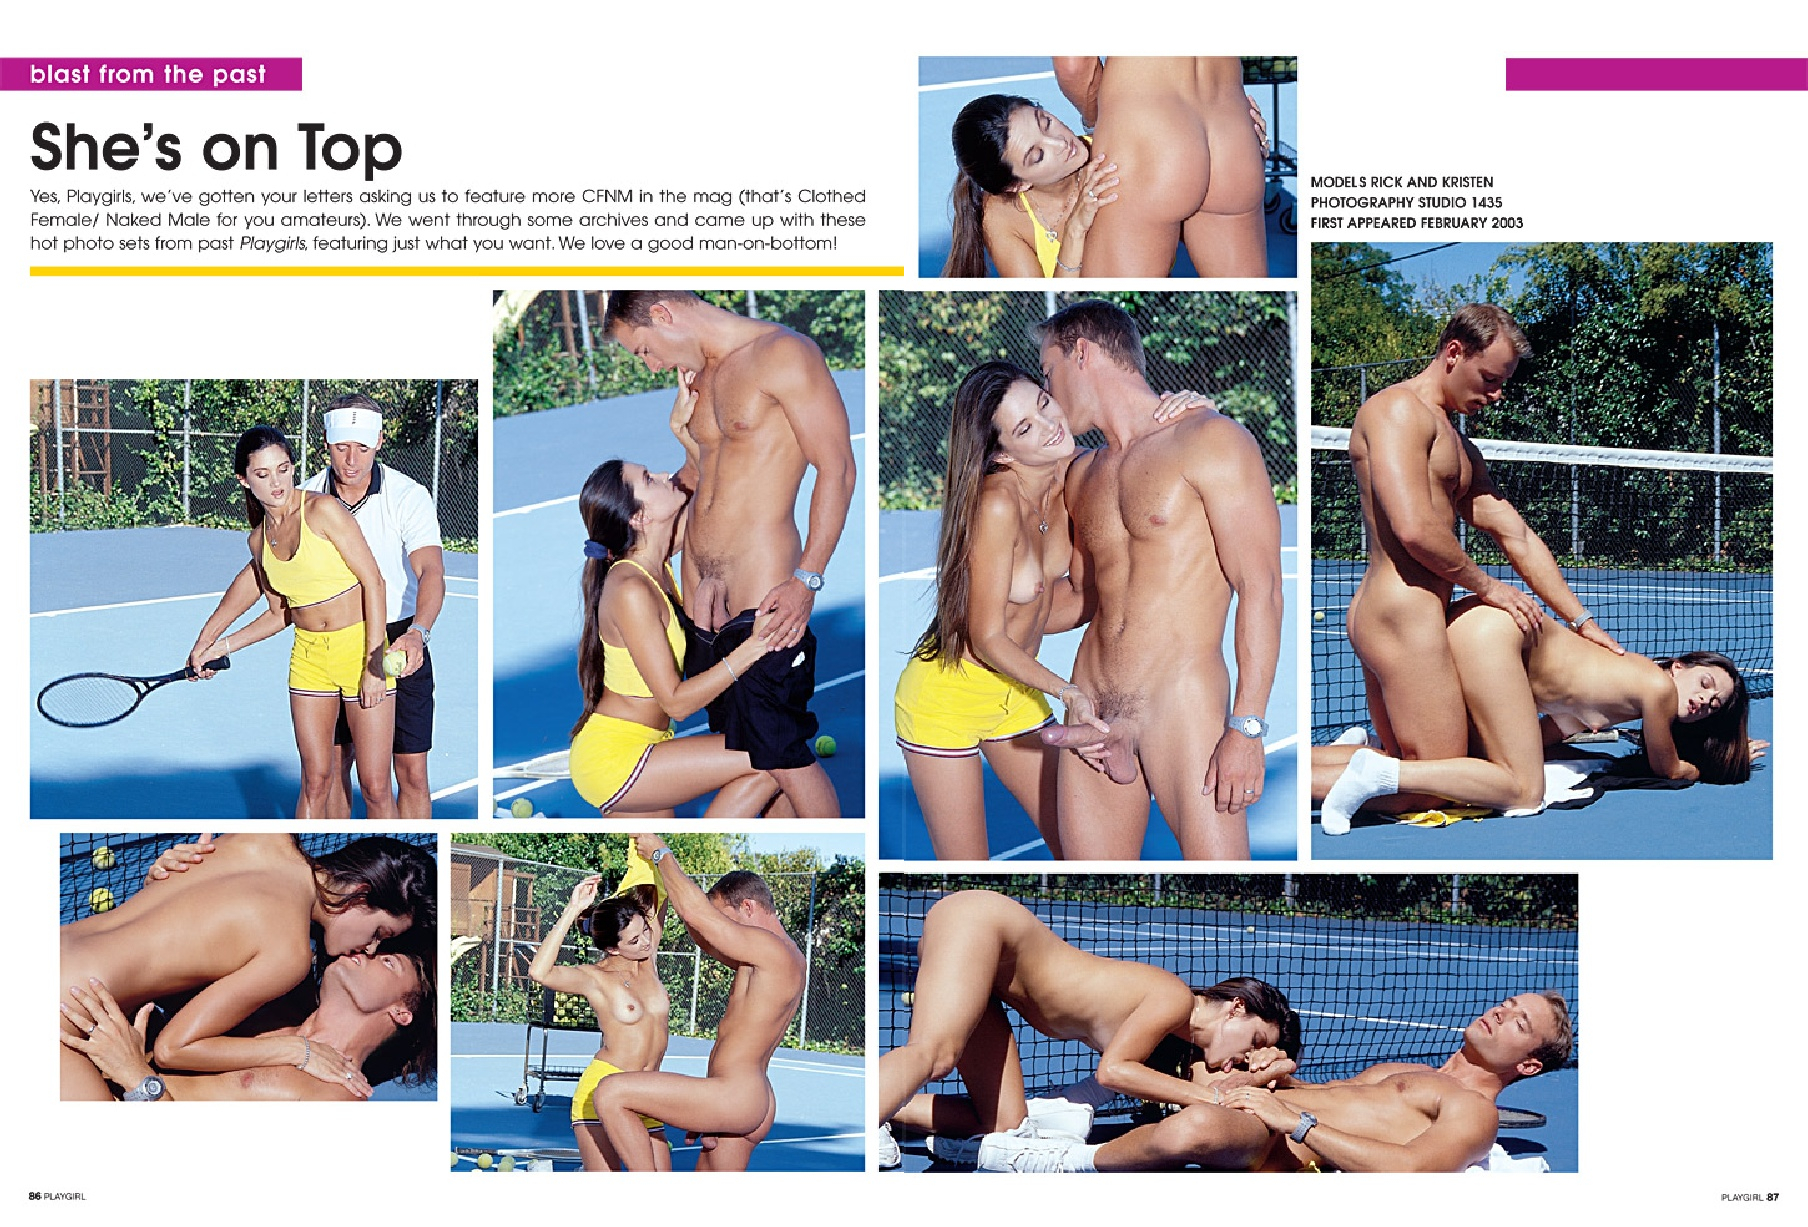 blast from the past
She's on Top
Yes, Playgirls, we've gotten your letters asking us to feature more CFNM in the mag (that's Clothed
Female/ Naked Male for you amateurs). We went through some archives and came up with these
hot photo sets from past Playgirls, featuring just what you want. We love a good man-on-bottom!
MODELS RICK AND KRISTEN
PHOTOGRAPHY STUDIO 1435
FIRST APPEARED FEBRUARY 2003
86 PLAYGIRL
PLAYGIRL 87